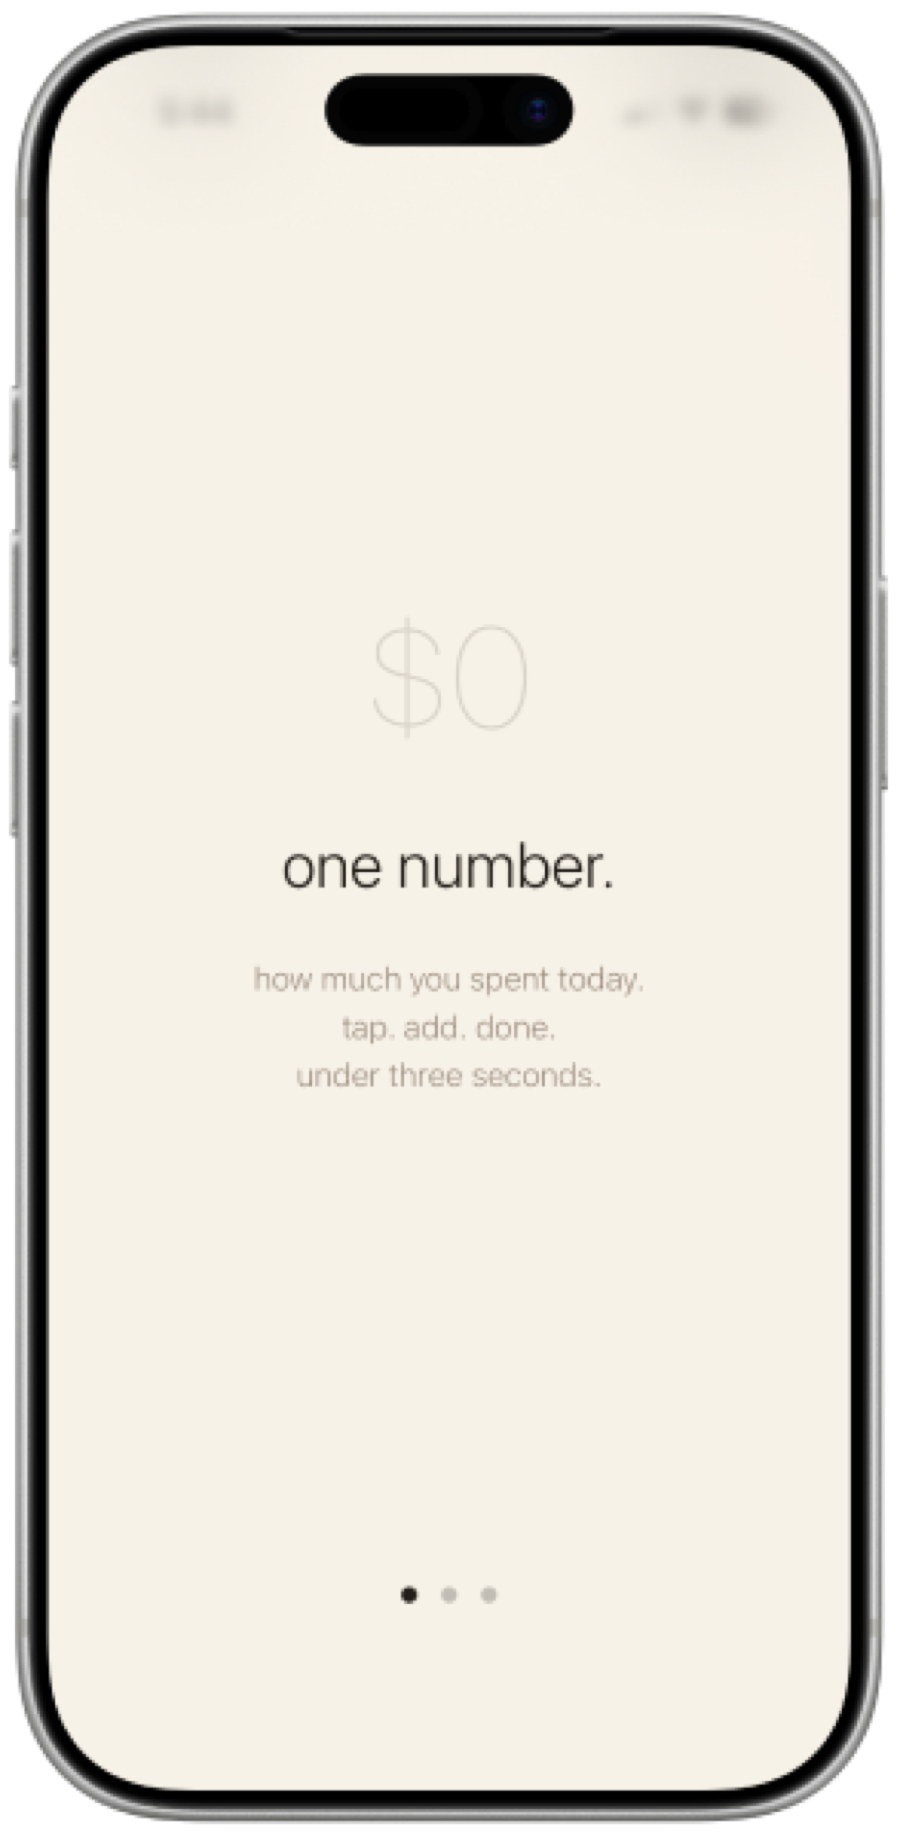 $0
one number.
how much you spent today.
tap. add. done.
under three seconds.